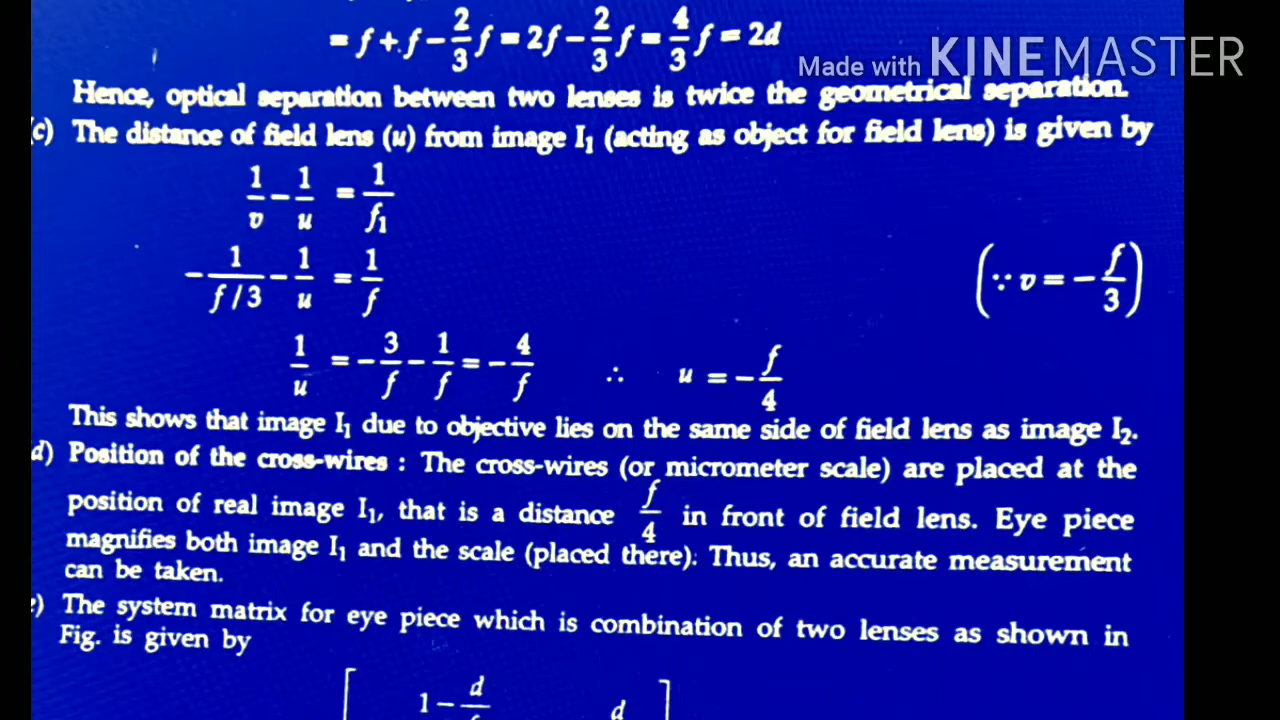 = f + f − 2/3 f = 2f − 2/3 f = 4/3 f = 2d
Made with KINEMASTER
Hence, optical separation between two lenses is twice the geometrical separation.
(c) The distance of field lens (u) from image I₁ (acting as object for field lens) is given by
1/v − 1/u = 1/f₁
− 1/(f/3) − 1/u = 1/f (∵ v = − f/3)
1/u = − 3/f − 1/f = − 4/f ∴ u = − f/4
This shows that image I₁ due to objective lies on the same side of field lens as image I₂.
d) Position of the cross-wires : The cross-wires (or micrometer scale) are placed at the
position of real image I₁, that is a distance f/4 in front of field lens. Eye piece
magnifies both image I₁ and the scale (placed there). Thus, an accurate measurement
can be taken.
) The system matrix for eye piece which is combination of two lenses as shown in
Fig. is given by
1 − d d